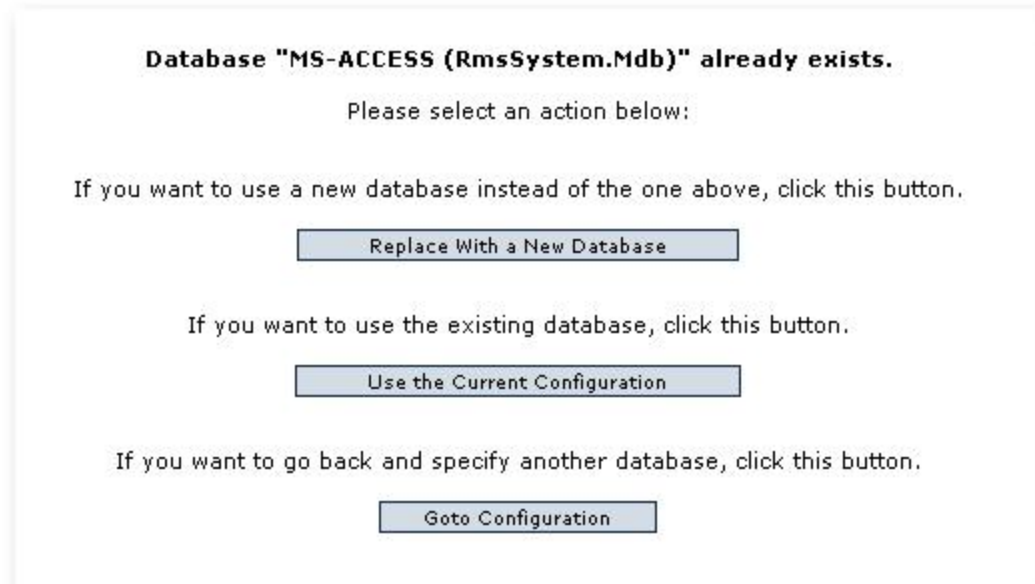 Database "MS-ACCESS (RmsSystem.Mdb)" already exists.
Please select an action below:
If you want to use a new database instead of the one above, click this button.
Replace With a New Database
If you want to use the existing database, click this button.
Use the Current Configuration
If you want to go back and specify another database, click this button.
Goto Configuration